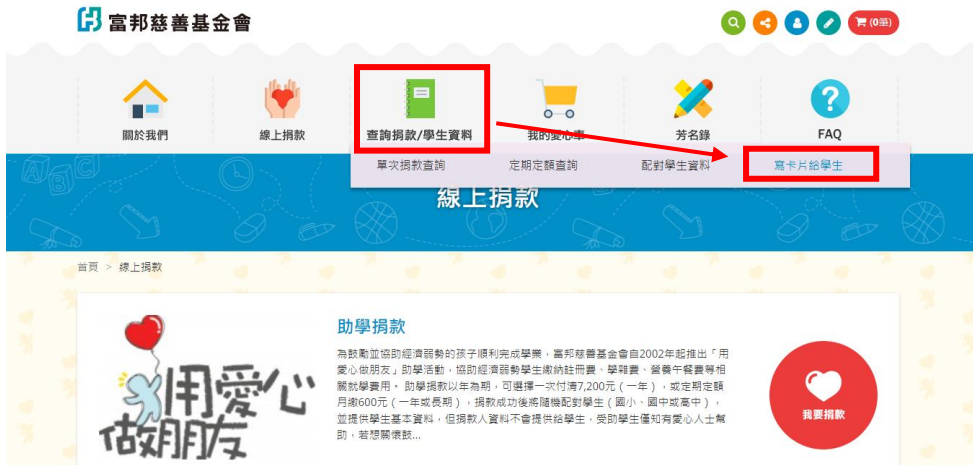 富邦慈善基金會
(0筆)
關於我們
線上捐款
查詢捐款/學生資料
我的愛心車
芳名錄
FAQ
單次捐款查詢
定期定額查詢
配對學生資料
寫卡片給學生
線上捐款
首頁 > 線上捐款
用愛心做朋友
助學捐款
為鼓勵並協助經濟弱勢的孩子順利完成學業，富邦慈善基金會自2002年起推出「用
愛心做朋友」助學活動，協助經濟弱勢學生繳納註冊費、學雜費、營養午餐費等相
關就學費用。 助學捐款以年為期，可選擇一次付清7,200元（一年），或定期定額
月繳600元（一年或長期），捐款成功後將隨機配對學生（國小、國中或高中），
並提供學生基本資料，但捐款人資料不會提供給學生，受助學生僅知有愛心人士幫
助，若想關懷鼓...
我要捐款